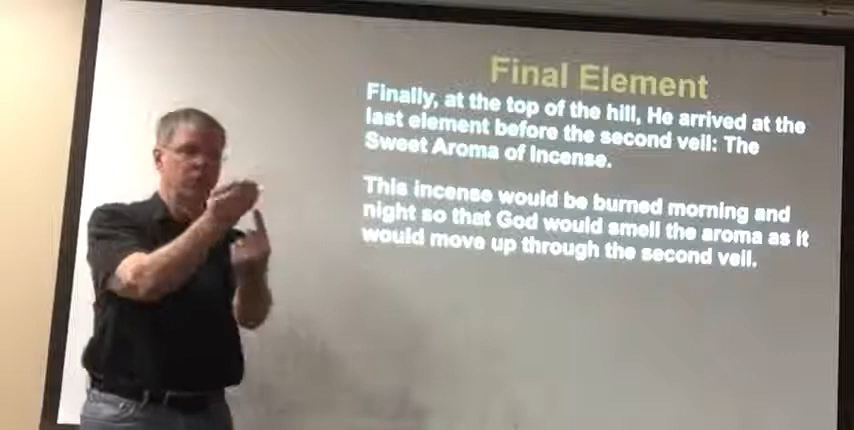 Final Element
Finally, at the top of the hill, He arrived at the
last element before the second veil: The
Sweet Aroma of Incense.
This incense would be burned morning and
night so that God would smell the aroma as it
would move up through the second veil.